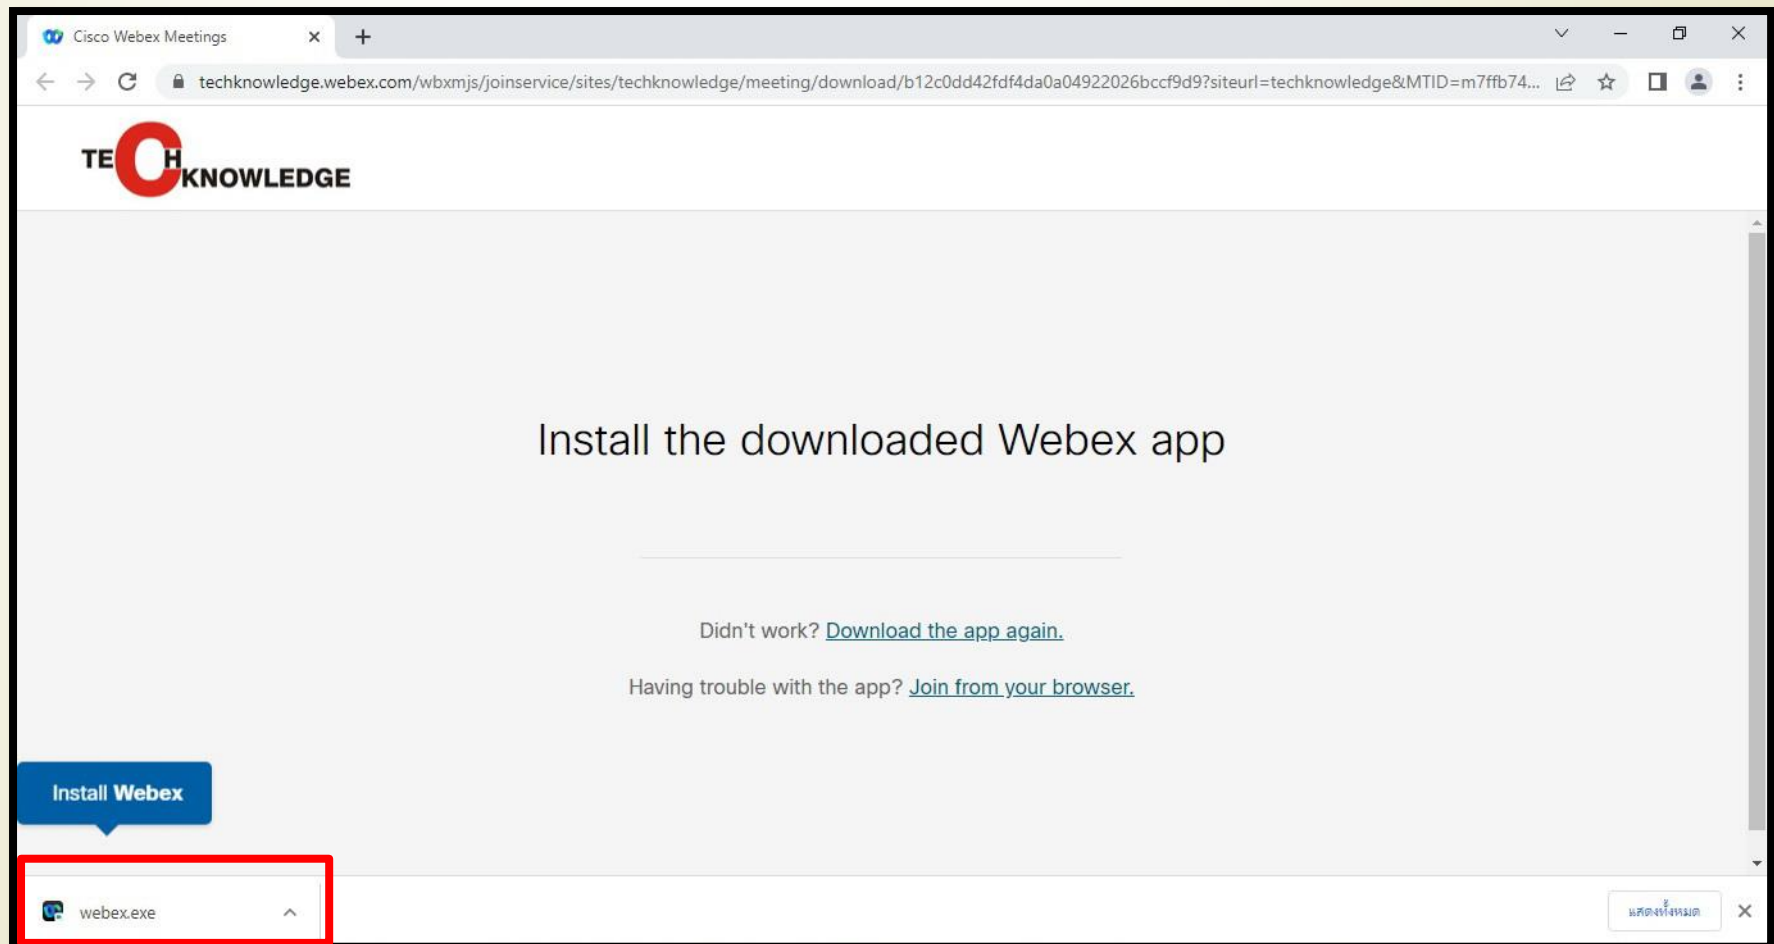 Cisco Webex Meetings
techknowledge.webex.com/wbxmjs/joinservice/sites/techknowledge/meeting/download/b12c0dd42fdf4da0a04922026bccf9d9?siteurl=techknowledge&MTID=m7ffb74...
TECH
KNOWLEDGE
Install the downloaded Webex app
Didn't work? Download the app again.
Having trouble with the app? Join from your browser.
Install Webex
webex.exe
แสดงทั้งหมด